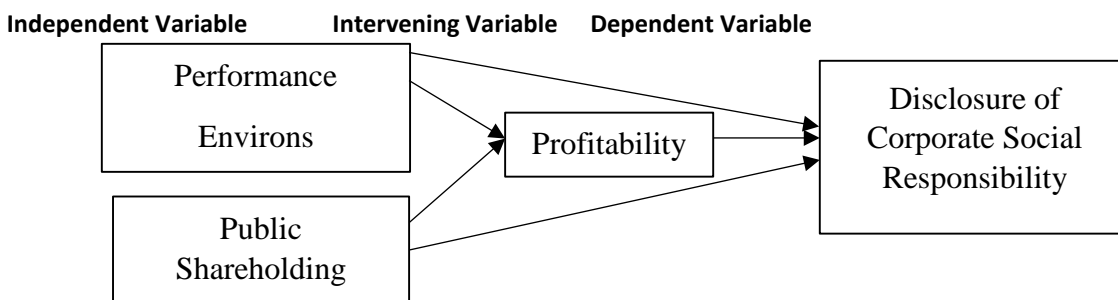 Independent Variable Intervening Variable Dependent Variable
Performance
Environs
Profitability
Public
Shareholding
Disclosure of
Corporate Social
Responsibility